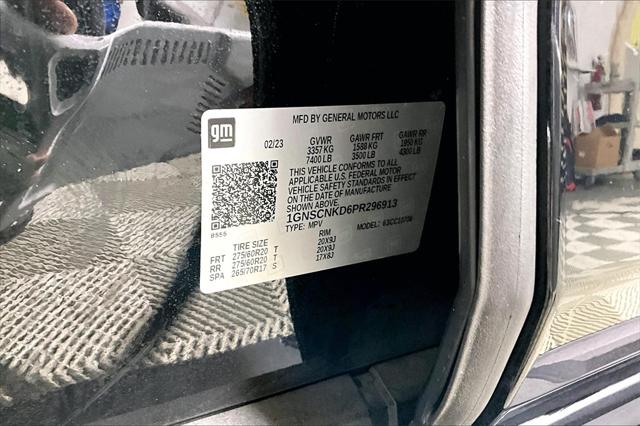 gm
MFD BY GENERAL MOTORS LLC
02/23
GVWR GAWR FRT GAWR RR
3357 KG 1588 KG 1950 KG
7400 LB 3500 LB 4300 LB
THIS VEHICLE CONFORMS TO ALL
APPLICABLE U.S. FEDERAL MOTOR
VEHICLE SAFETY STANDARDS IN EFFECT
ON THE DATE OF MANUFACTURE
SHOWN ABOVE.
1GNSCNKD6PR296913
TYPE: MPV MODEL: 63CC10706
BS55
TIRE SIZE RIM
FRT 275/60R20 T 20X9J
RR 275/60R20 T 20X9J
SPA 265/70R17 S 17X8J